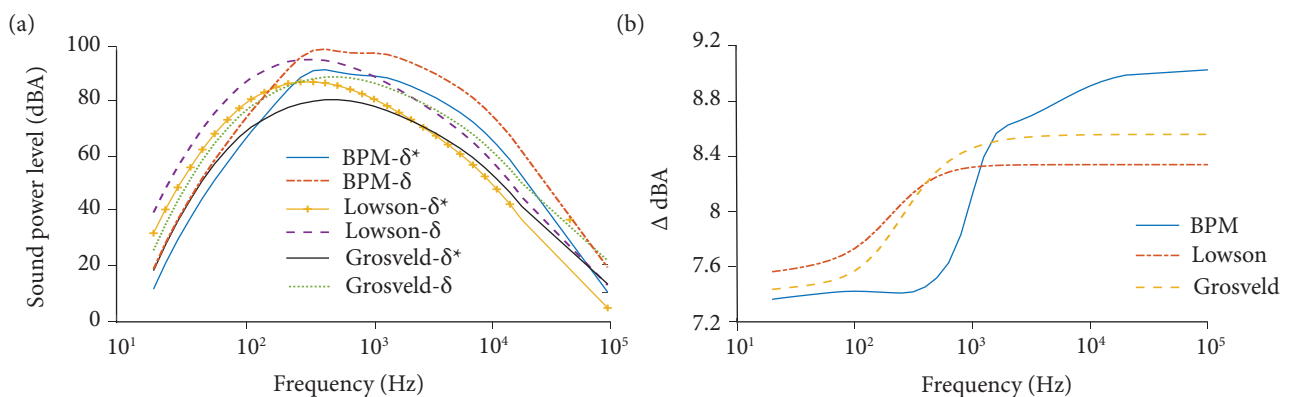 (a)
Sound power level (dBA)
100
80
60
40
20
0
10¹
10²
10³
10⁴
10⁵
Frequency (Hz)
BPM-δ*
BPM-δ
Lowson-δ*
Lowson-δ
Grosveld-δ*
Grosveld-δ
(b)
Δ dBA
9.2
8.8
8.4
8
7.6
7.2
10¹
10²
10³
10⁴
10⁵
Frequency (Hz)
BPM
Lowson
Grosveld